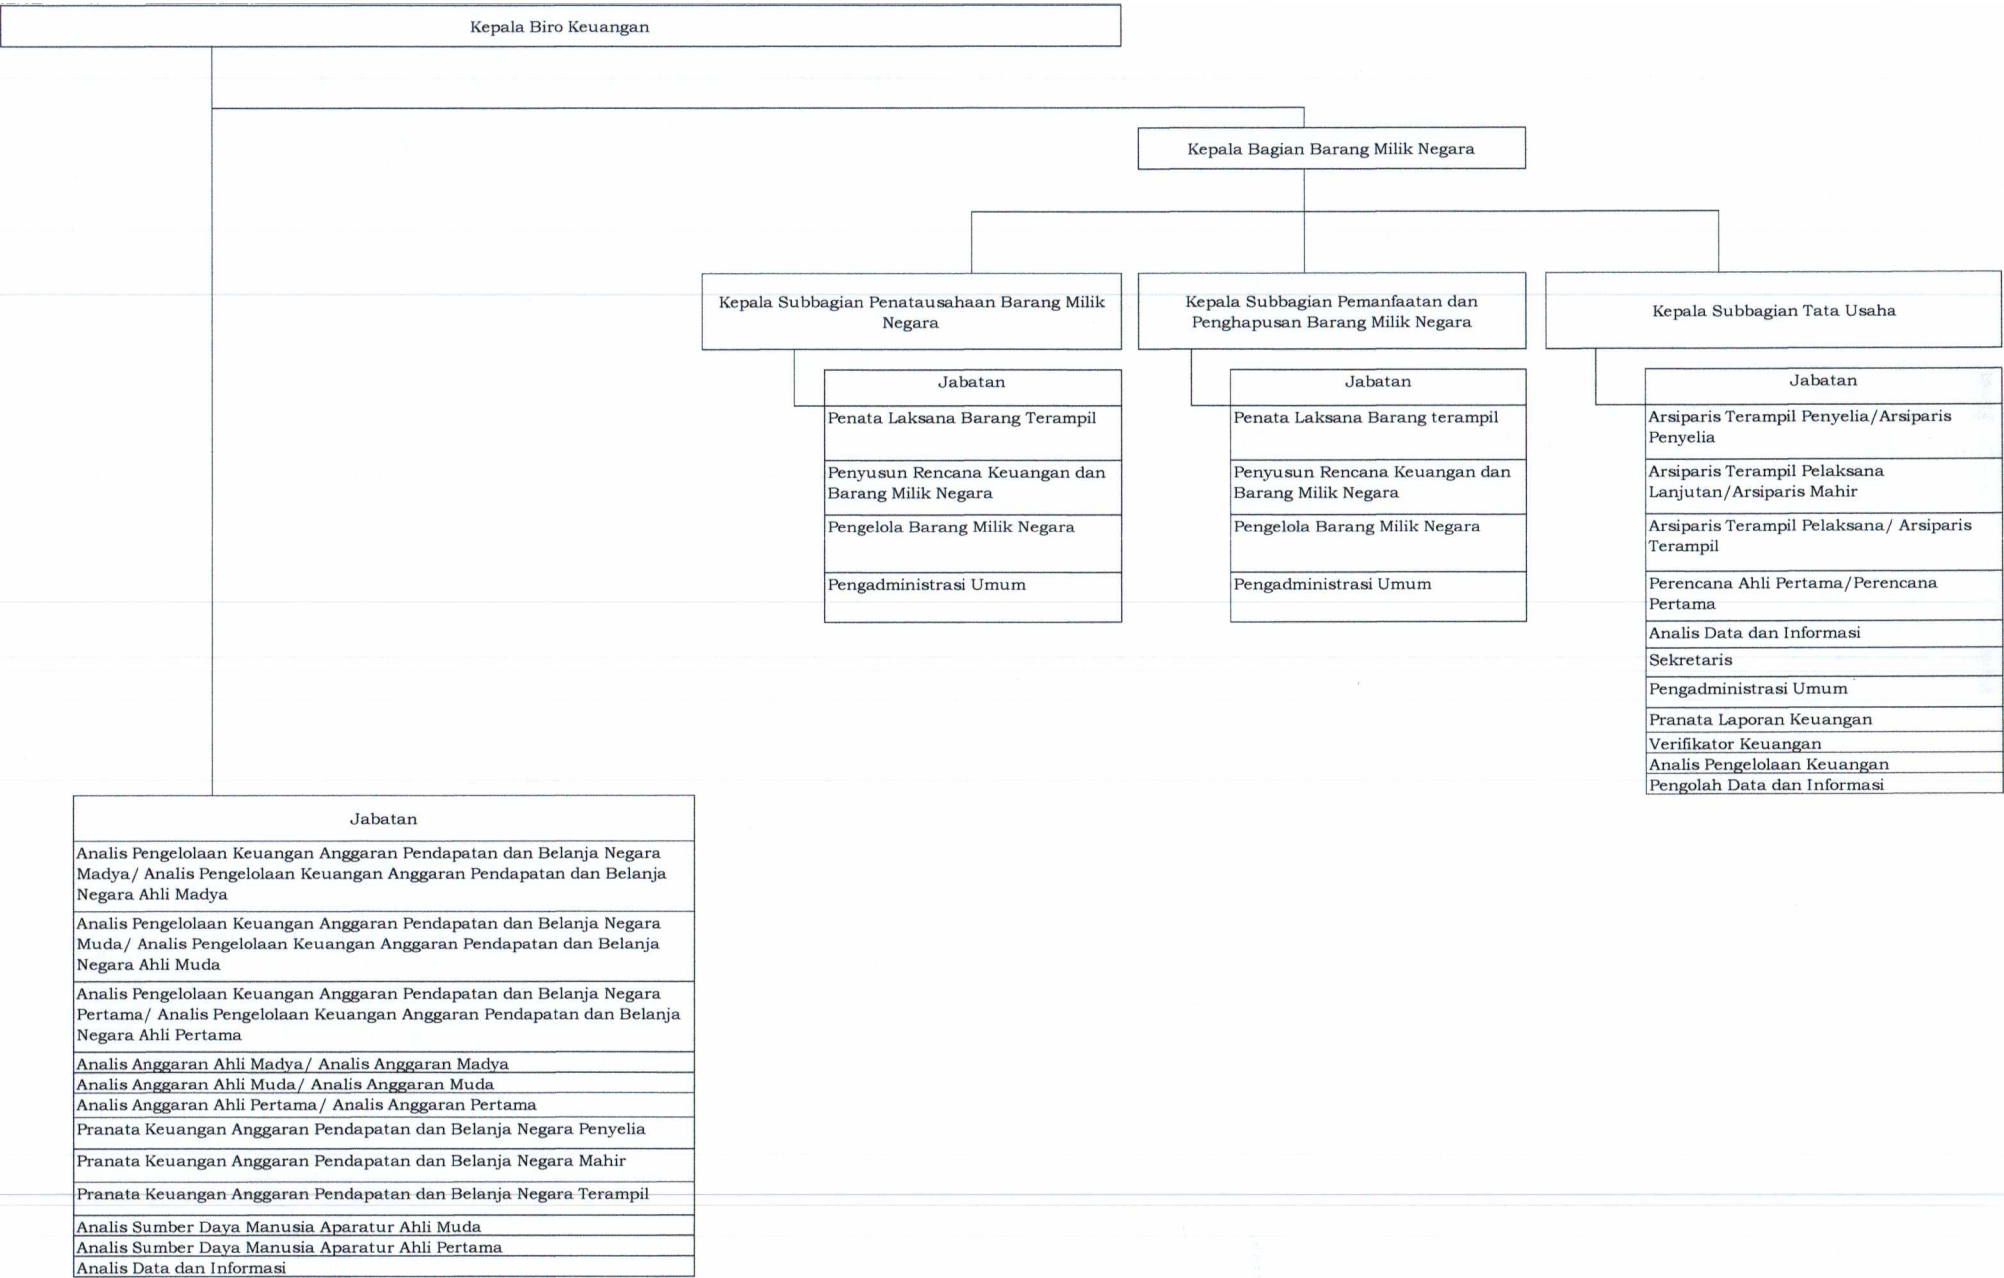 Kepala Biro Keuangan
Kepala Bagian Barang Milik Negara
Kepala Subbagian Penatausahaan Barang Milik
Negara
Kepala Subbagian Pemanfaatan dan
Penghapusan Barang Milik Negara
Kepala Subbagian Tata Usaha
Jabatan
Penata Laksana Barang Terampil
Penyusun Rencana Keuangan dan
Barang Milik Negara
Pengelola Barang Milik Negara
Pengadministrasi Umum
Jabatan
Penata Laksana Barang terampil
Penyusun Rencana Keuangan dan
Barang Milik Negara
Pengelola Barang Milik Negara
Pengadministrasi Umum
Jabatan
Arsiparis Terampil Penyelia/Arsiparis
Penyelia
Arsiparis Terampil Pelaksana
Lanjutan/Arsiparis Mahir
Arsiparis Terampil Pelaksana/ Arsiparis
Terampil
Perencana Ahli Pertama/Perencana
Pertama
Analis Data dan Informasi
Sekretaris
Pengadministrasi Umum
Pranata Laporan Keuangan
Verifikator Keuangan
Analis Pengelolaan Keuangan
Pengolah Data dan Informasi
Jabatan
Analis Pengelolaan Keuangan Anggaran Pendapatan dan Belanja Negara
Madya/ Analis Pengelolaan Keuangan Anggaran Pendapatan dan Belanja
Negara Ahli Madya
Analis Pengelolaan Keuangan Anggaran Pendapatan dan Belanja Negara
Muda/ Analis Pengelolaan Keuangan Anggaran Pendapatan dan Belanja
Negara Ahli Muda
Analis Pengelolaan Keuangan Anggaran Pendapatan dan Belanja Negara
Pertama/ Analis Pengelolaan Keuangan Anggaran Pendapatan dan Belanja
Negara Ahli Pertama
Analis Anggaran Ahli Madya/ Analis Anggaran Madya
Analis Anggaran Ahli Muda/ Analis Anggaran Muda
Analis Anggaran Ahli Pertama/ Analis Anggaran Pertama
Pranata Keuangan Anggaran Pendapatan dan Belanja Negara Penyelia
Pranata Keuangan Anggaran Pendapatan dan Belanja Negara Mahir
Pranata Keuangan Anggaran Pendapatan dan Belanja Negara Terampil
Analis Sumber Daya Manusia Aparatur Ahli Muda
Analis Sumber Daya Manusia Aparatur Ahli Pertama
Analis Data dan Informasi